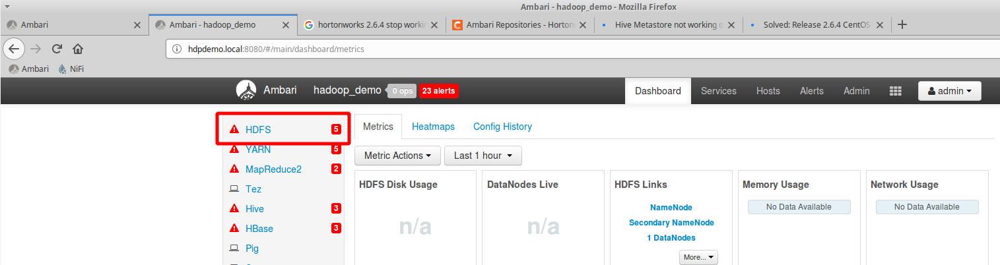 Ambari - hadoop_demo - Mozilla Firefox
Ambari
Ambari - hadoop_demo
hortonworks 2.6.4 stop workin
Ambari Repositories - Horton
Hive Metastore not working o
Solved: Release 2.6.4 CentOS
hdpdemo.local:8080/#/main/dashboard/metrics
Ambari NiFi
Ambari hadoop_demo 0 ops 23 alerts Dashboard Services Hosts Alerts Admin admin
HDFS 5
YARN 5
MapReduce2 2
Tez
Hive 3
HBase 3
Pig
Metrics Heatmaps Config History
Metric Actions Last 1 hour
HDFS Disk Usage
n/a
DataNodes Live
n/a
HDFS Links
NameNode
Secondary NameNode
1 DataNodes
More...
Memory Usage
No Data Available
Network Usage
No Data Available